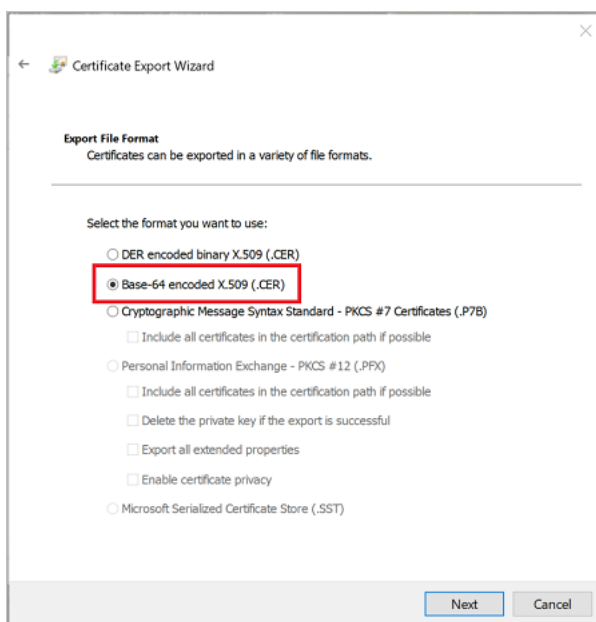 Certificate Export Wizard
Export File Format
Certificates can be exported in a variety of file formats.
Select the format you want to use:
DER encoded binary X.509 (.CER)
Base-64 encoded X.509 (.CER)
Cryptographic Message Syntax Standard - PKCS #7 Certificates (.P7B)
Include all certificates in the certification path if possible
Personal Information Exchange - PKCS #12 (.PFX)
Include all certificates in the certification path if possible
Delete the private key if the export is successful
Export all extended properties
Enable certificate privacy
Microsoft Serialized Certificate Store (.SST)
Next Cancel